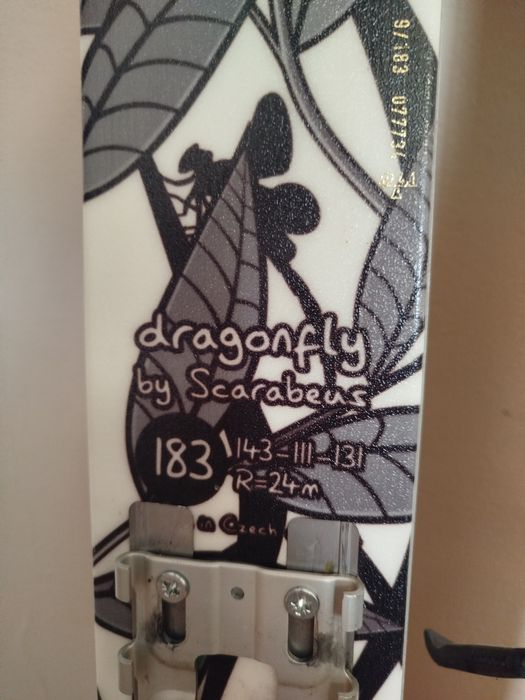 dragonfly
by Scarabeus
183
143-111-131
R=24m
in Czech